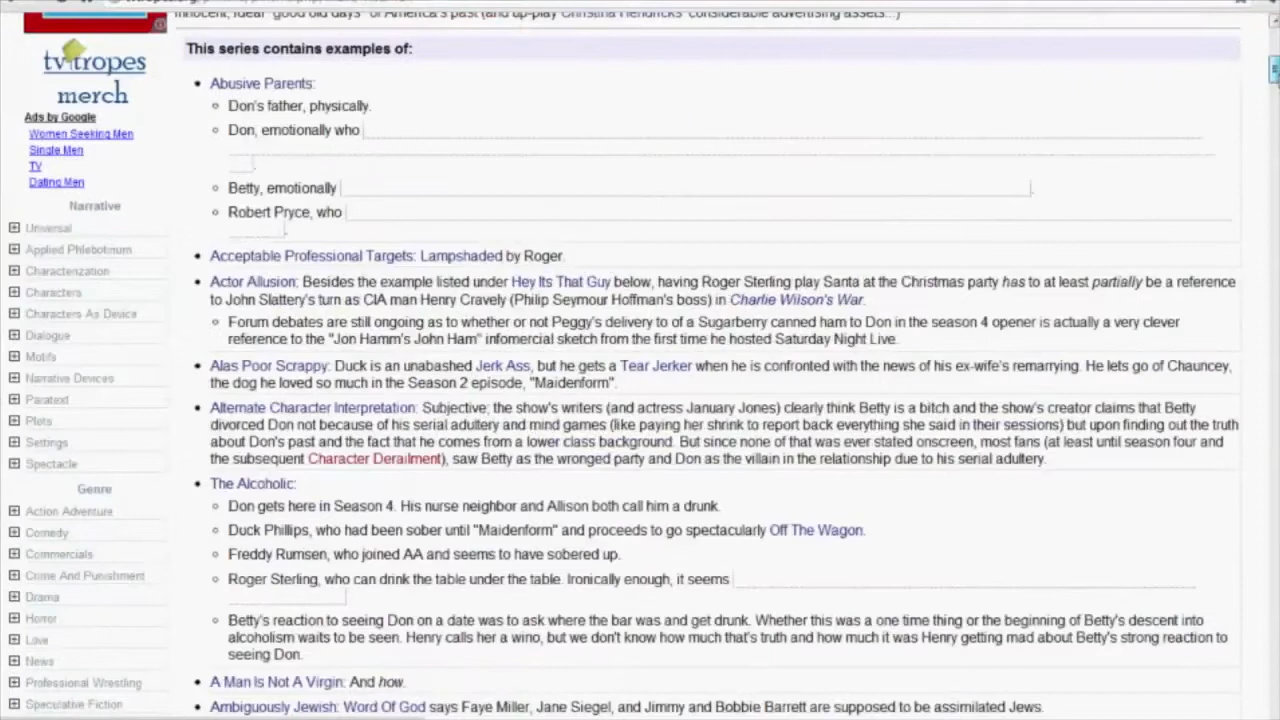 innocent, ideal "good old days" of America's past (and up-play Christina Hendricks' considerable advertising assets...)
This series contains examples of:
tvtropes
merch
Ads by Google
Women Seeking Men
Single Men
TV
Dating Men
Narrative
Universal
Applied Phlebotinum
Characterization
Characters
Characters As Device
Dialogue
Motifs
Narrative Devices
Paratext
Plots
Settings
Spectacle
Genre
Action Adventure
Comedy
Commercials
Crime And Punishment
Drama
Horror
Love
News
Professional Wrestling
Speculative Fiction
Abusive Parents:
Don's father, physically.
Don, emotionally who
.
Betty, emotionally .
Robert Pryce, who
.
Acceptable Professional Targets: Lampshaded by Roger.
Actor Allusion: Besides the example listed under Hey Its That Guy below, having Roger Sterling play Santa at the Christmas party has to at least partially be a reference
to John Slattery's turn as CIA man Henry Cravely (Philip Seymour Hoffman's boss) in Charlie Wilson's War.
Forum debates are still ongoing as to whether or not Peggy's delivery to of a Sugarberry canned ham to Don in the season 4 opener is actually a very clever
reference to the "Jon Hamm's John Ham" infomercial sketch from the first time he hosted Saturday Night Live.
Alas Poor Scrappy: Duck is an unabashed Jerk Ass, but he gets a Tear Jerker when he is confronted with the news of his ex-wife's remarrying. He lets go of Chauncey,
the dog he loved so much in the Season 2 episode, "Maidenform".
Alternate Character Interpretation: Subjective; the show's writers (and actress January Jones) clearly think Betty is a bitch and the show's creator claims that Betty
divorced Don not because of his serial adultery and mind games (like paying her shrink to report back everything she said in their sessions) but upon finding out the truth
about Don's past and the fact that he comes from a lower class background. But since none of that was ever stated onscreen, most fans (at least until season four and
the subsequent Character Derailment), saw Betty as the wronged party and Don as the villain in the relationship due to his serial adultery.
The Alcoholic:
Don gets here in Season 4. His nurse neighbor and Allison both call him a drunk.
Duck Phillips, who had been sober until "Maidenform" and proceeds to go spectacularly Off The Wagon.
Freddy Rumsen, who joined AA and seems to have sobered up.
Roger Sterling, who can drink the table under the table. Ironically enough, it seems
Betty's reaction to seeing Don on a date was to ask where the bar was and get drunk. Whether this was a one time thing or the beginning of Betty's descent into
alcoholism waits to be seen. Henry calls her a wino, but we don't know how much that's truth and how much it was Henry getting mad about Betty's strong reaction to
seeing Don.
A Man Is Not A Virgin: And how.
Ambiguously Jewish: Word Of God says Faye Miller, Jane Siegel, and Jimmy and Bobbie Barrett are supposed to be assimilated Jews.